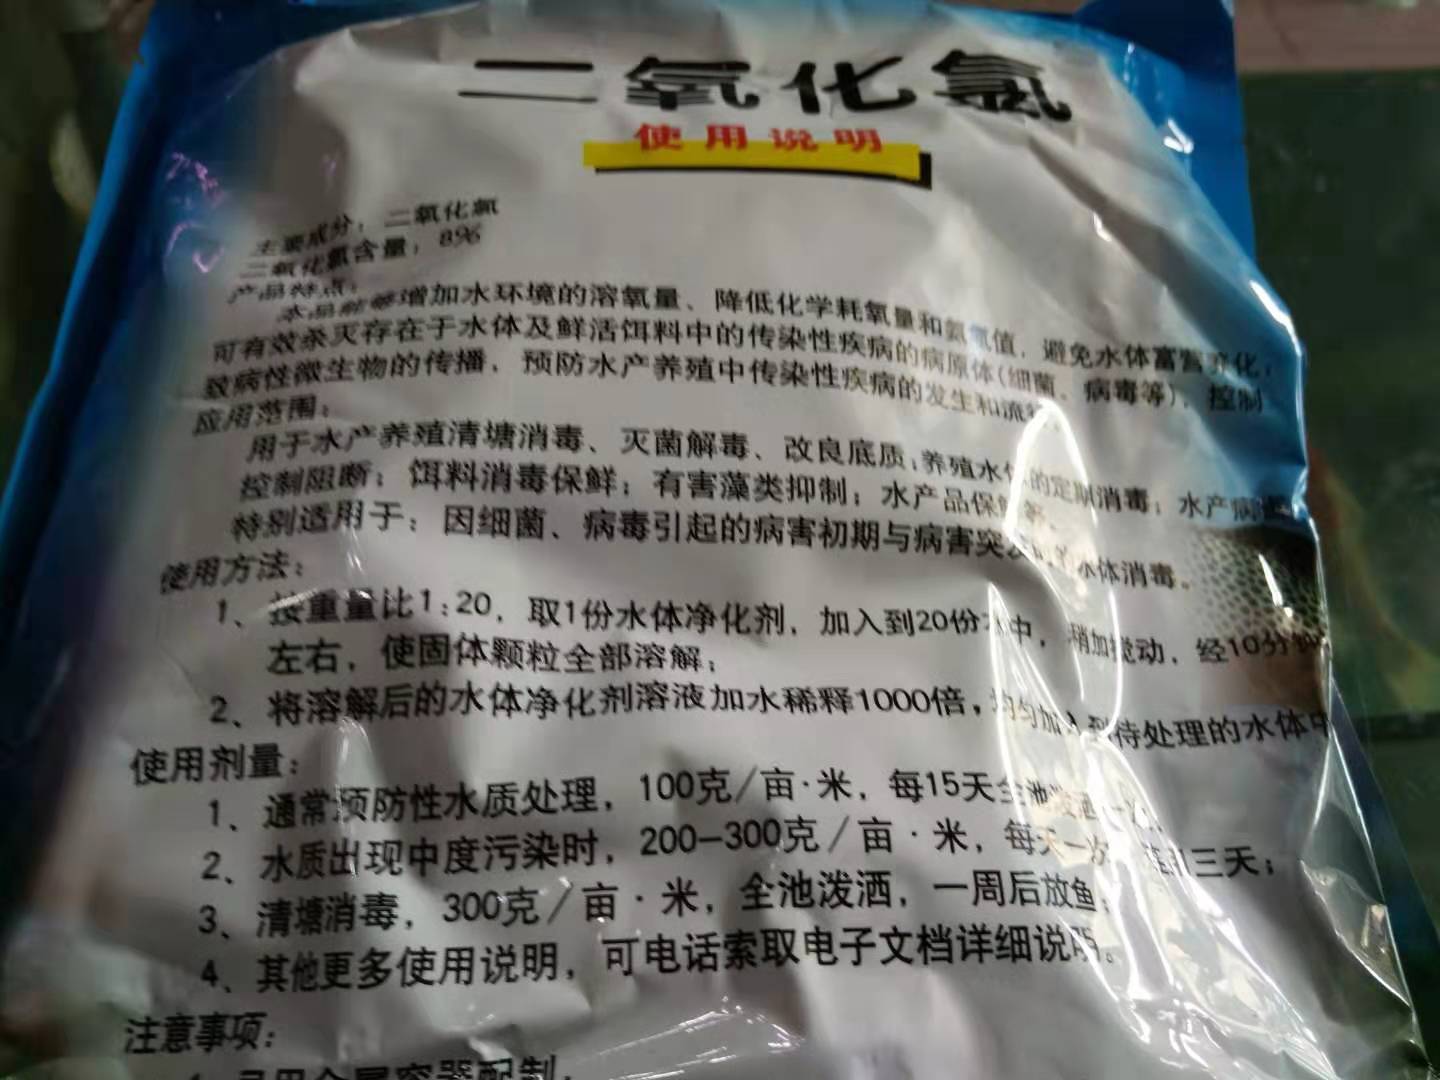 二氧化氯
使用说明
主要成分：二氧化氯
二氧化氯含量：8%
产品特点：
本品能够增加水环境的溶氧量、降低化学耗氧量和氨氮值，避免水体富营养化，
可有效杀灭存在于水体及鲜活饵料中的传染性疾病的病原体(细菌、病毒等)，控制
致病性微生物的传播，预防水产养殖中传染性疾病的发生和流
应用范围：
用于水产养殖清塘消毒、灭菌解毒、改良底质；养殖水体的定期消毒；水产病
控制阻断；饵料消毒保鲜；有害藻类抑制；水产品保
特别适用于：因细菌、病毒引起的病害初期与病害突发 水体消毒。
使用方法：
1、按重量比1:20，取1份水体净化剂，加入到20份水中，稍加搅动，经10分钟
左右，使固体颗粒全部溶解；
2、将溶解后的水体净化剂溶液加水稀释1000倍，均匀加入到待处理的水体中
使用剂量：
1、通常预防性水质处理，100克/亩·米，每15天全池
2、水质出现中度污染时，200-300克/亩·米，每天一次 三天；
3、清塘消毒，300克/亩·米，全池泼洒，一周后放鱼；
4、其他更多使用说明，可电话索取电子文档详细说明。
注意事项：